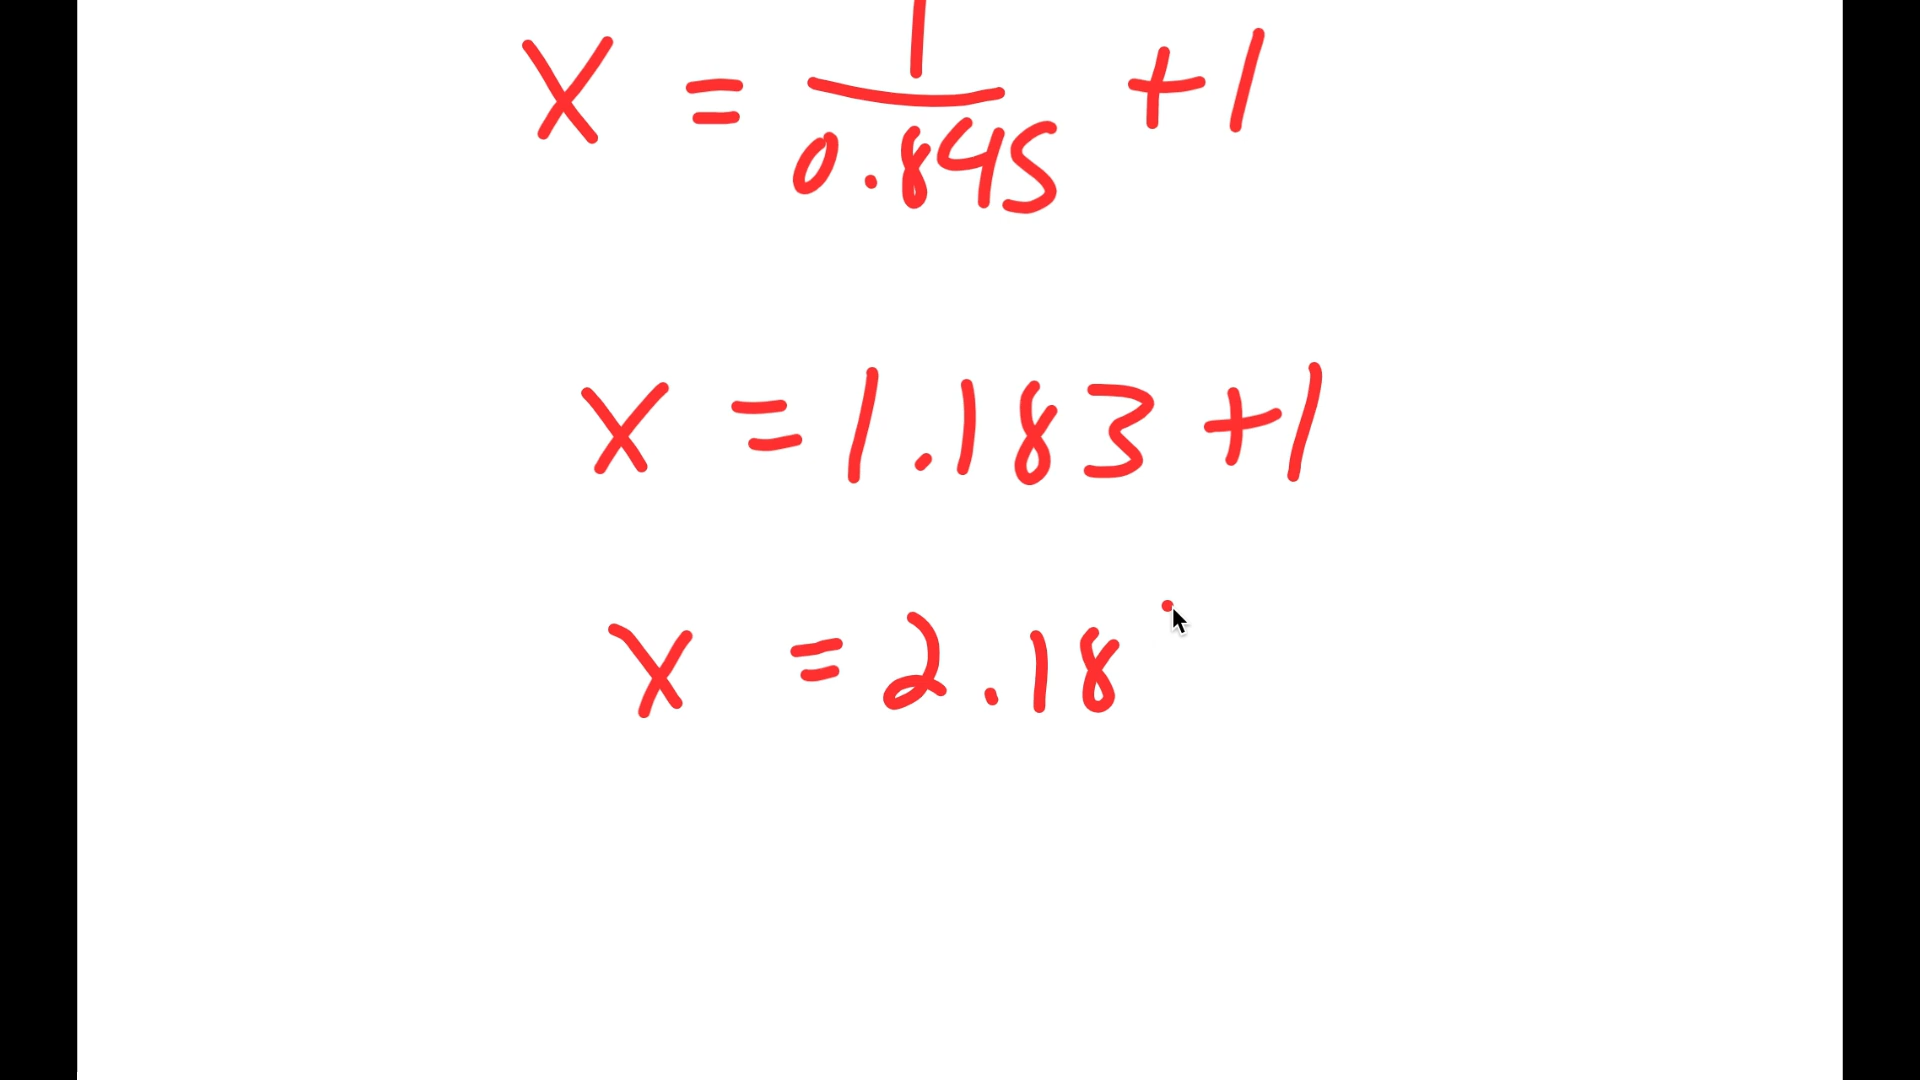 x = 1/0.845 + 1
x = 1.183 + 1
x = 2.18